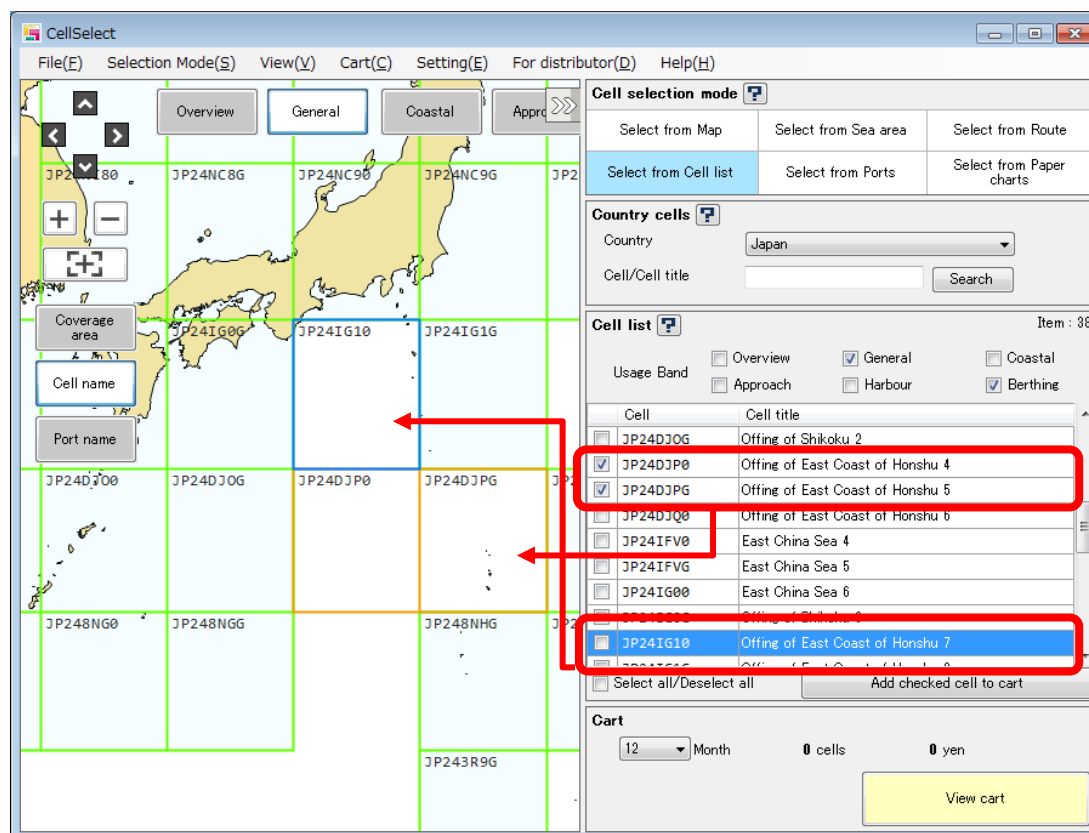 CellSelect
File(F) Selection Mode(S) View(V) Cart(C) Setting(E) For distributor(D) Help(H)
Overview General Coastal Appro
JP24NC8G JP24NC90 JP24NC9G JP2
Coverage
area
Cell name
Port name
JP24IG0G JP24IG10 JP24IG1G
JP24DJO0 JP24DJOG JP24DJP0 JP24DJPG
JP248NG0 JP248NGG JP248NHG JP2
JP243R9G
Cell selection mode ?
Select from Map Select from Sea area Select from Route
Select from Cell list Select from Ports Select from Paper
charts
Country cells ?
Country Japan
Cell/Cell title Search
Cell list ? Item : 38
Usage Band Overview General Coastal
Approach Harbour Berthing
Cell Cell title
JP24DJOG Offing of Shikoku 2
JP24DJP0 Offing of East Coast of Honshu 4
JP24DJPG Offing of East Coast of Honshu 5
JP24DJQ0 Offing of East Coast of Honshu 6
JP24IFV0 East China Sea 4
JP24IFVG East China Sea 5
JP24IG00 East China Sea 6
JP24IG10 Offing of East Coast of Honshu 7
Select all/Deselect all Add checked cell to cart
Cart
12 Month 0 cells 0 yen
View cart